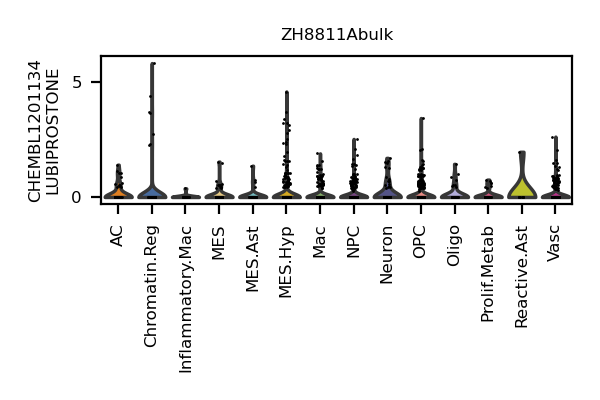 ZH8811Abulk
CHEMBL1201134
LUBIPROSTONE
5
0
AC
Chromatin.Reg
Inflammatory.Mac
MES
MES.Ast
MES.Hyp
Mac
NPC
Neuron
OPC
Oligo
Prolif.Metab
Reactive.Ast
Vasc